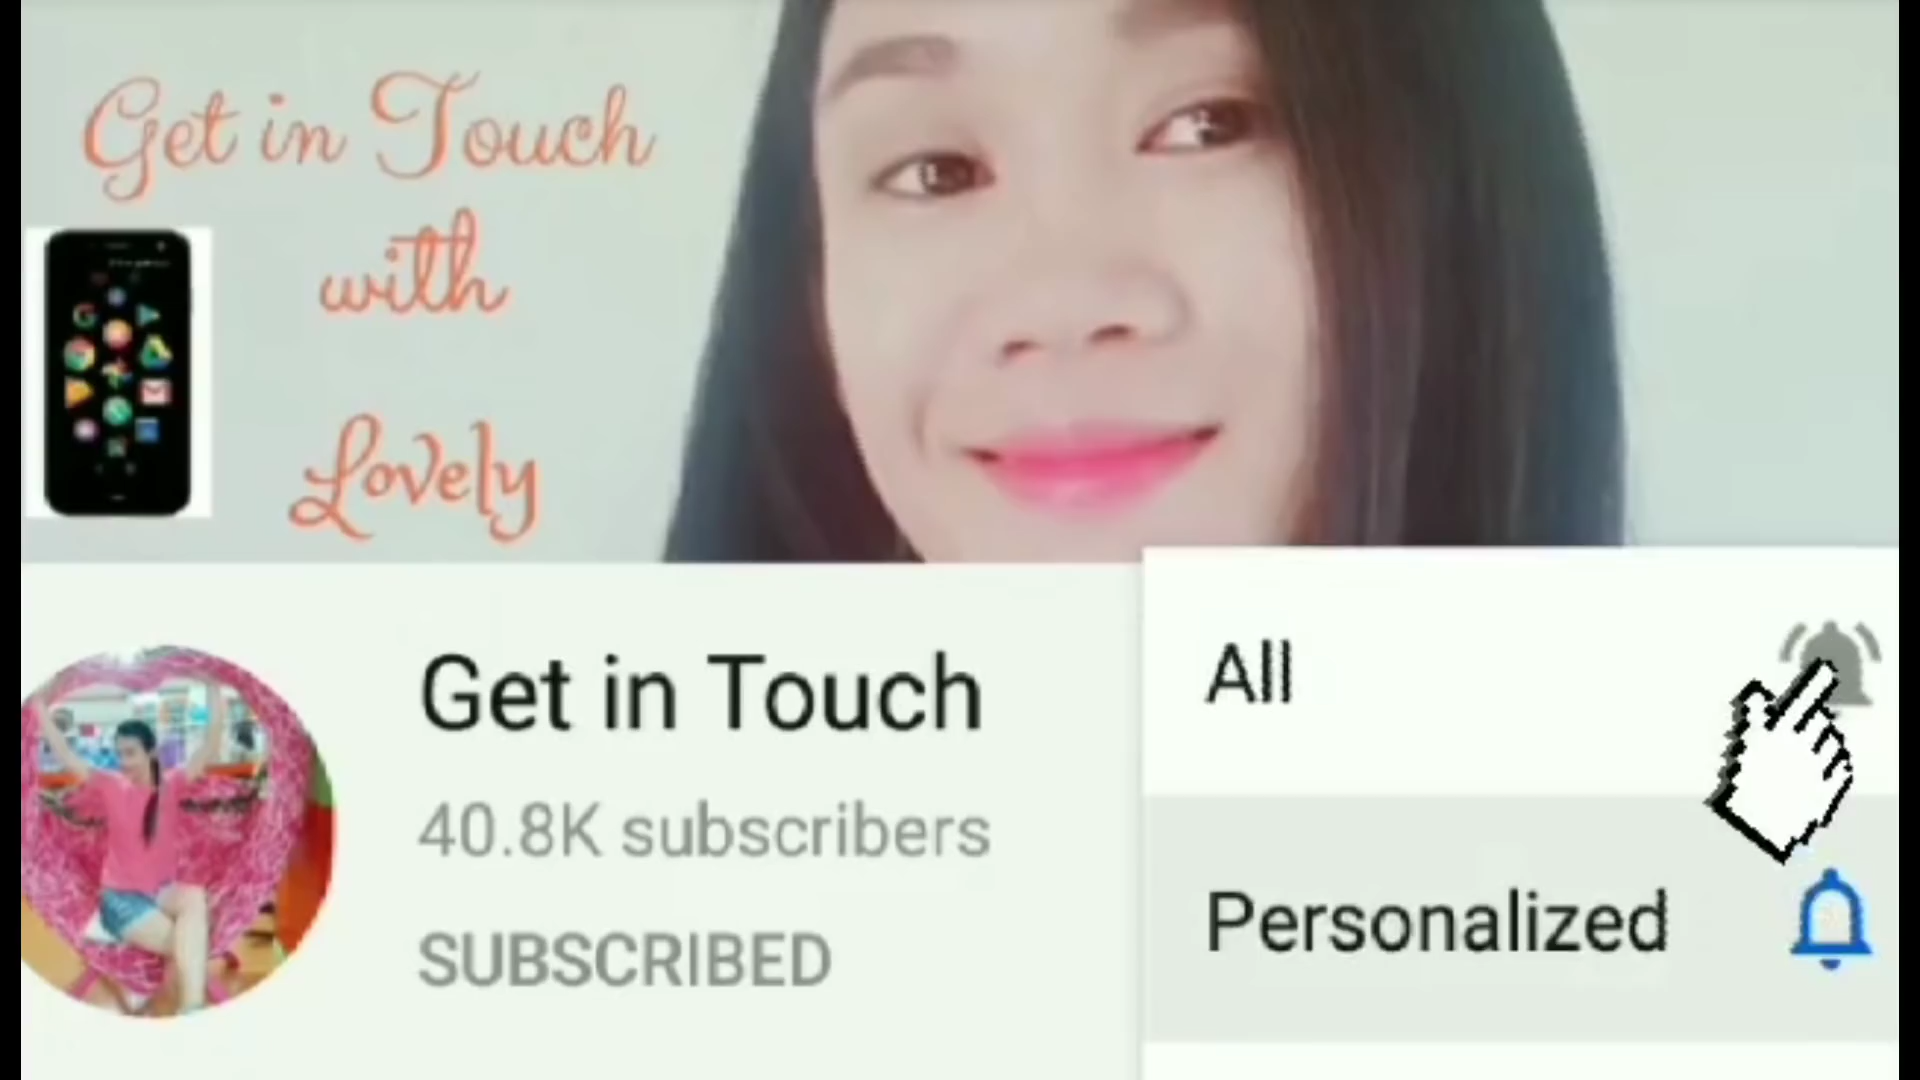 Get in Touch
with
Lovely
Get in Touch
40.8K subscribers
SUBSCRIBED
All
Personalized